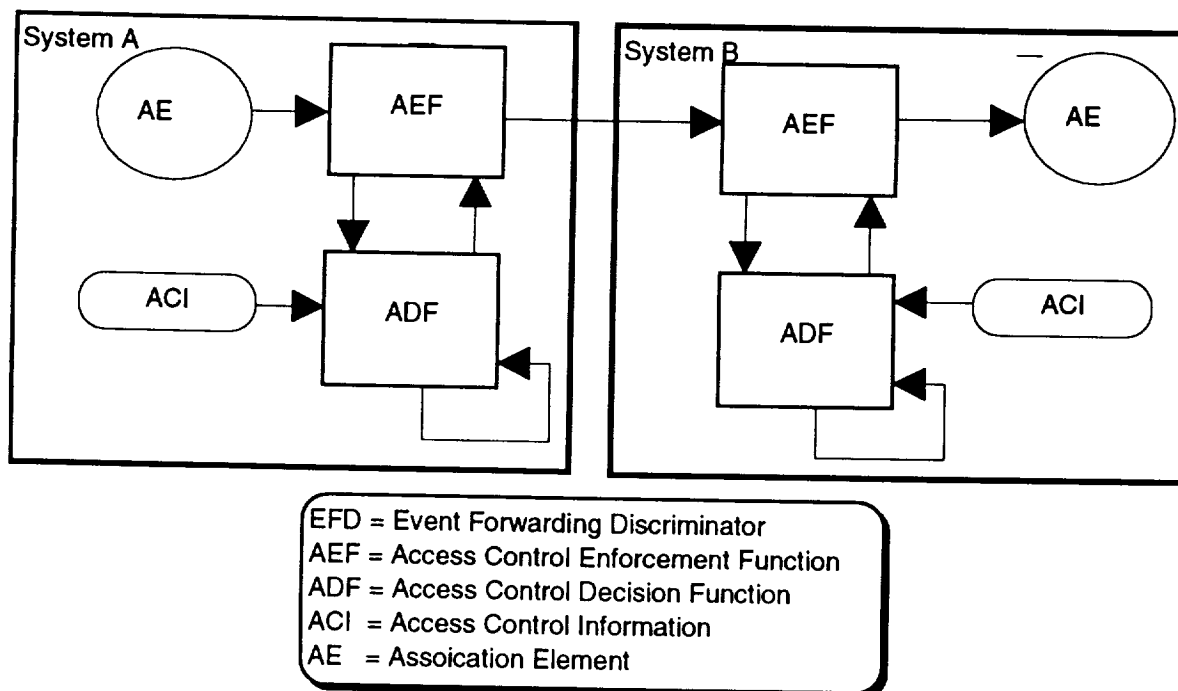 System A
AE
AEF
ACI
ADF
System B
AEF
AE
ADF
ACI
EFD = Event Forwarding Discriminator
AEF = Access Control Enforcement Function
ADF = Access Control Decision Function
ACI = Access Control Information
AE = Assoication Element